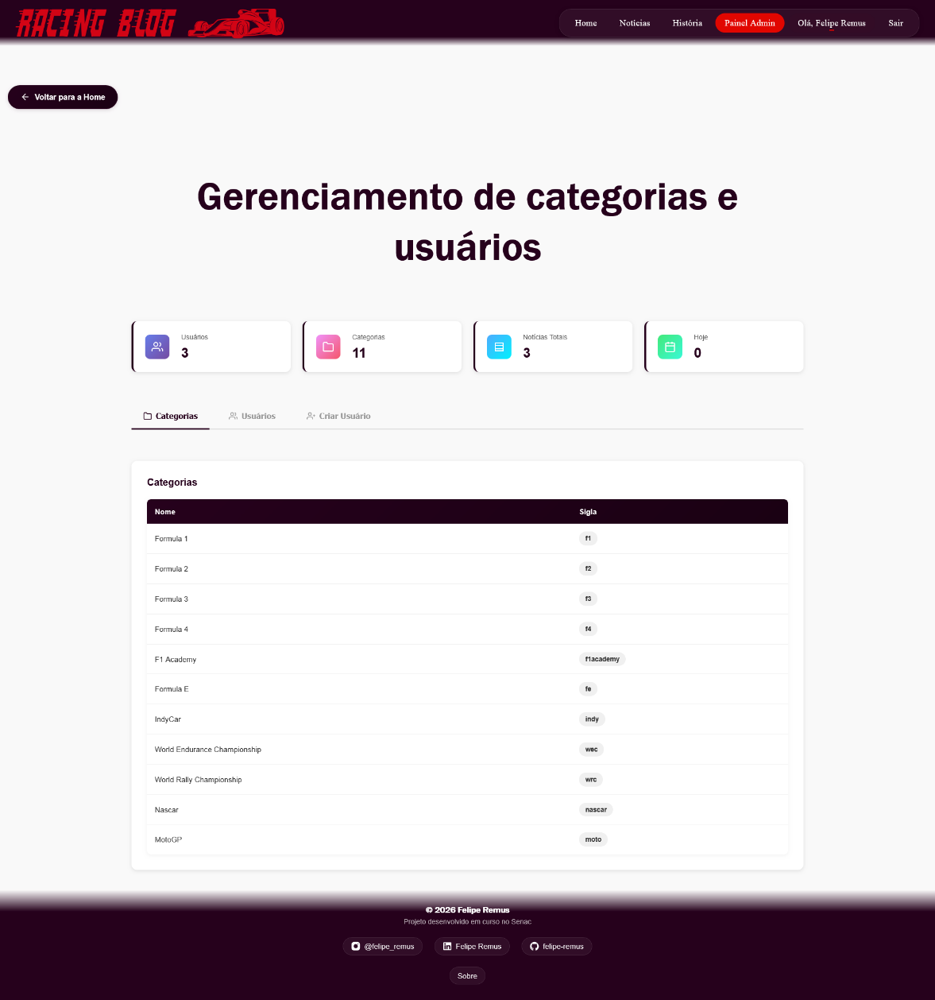 RACING BLOG
Home Notícias História Painel Admin Olá, Felipe Remus Sair
Voltar para a Home
Gerenciamento de categorias e
usuários
Usuários
3
Categorias
11
Notícias Totais
3
Hoje
0
Categorias Usuários Criar Usuário
Categorias
Nome Sigla
Formula 1 f1
Formula 2 f2
Formula 3 f3
Formula 4 f4
F1 Academy f1academy
Formula E fe
IndyCar indy
World Endurance Championship wec
World Rally Championship wrc
Nascar nascar
MotoGP moto
© 2026 Felipe Remus
Projeto desenvolvido em curso no Senac
@felipe_remus Felipe Remus felipe-remus
Sobre